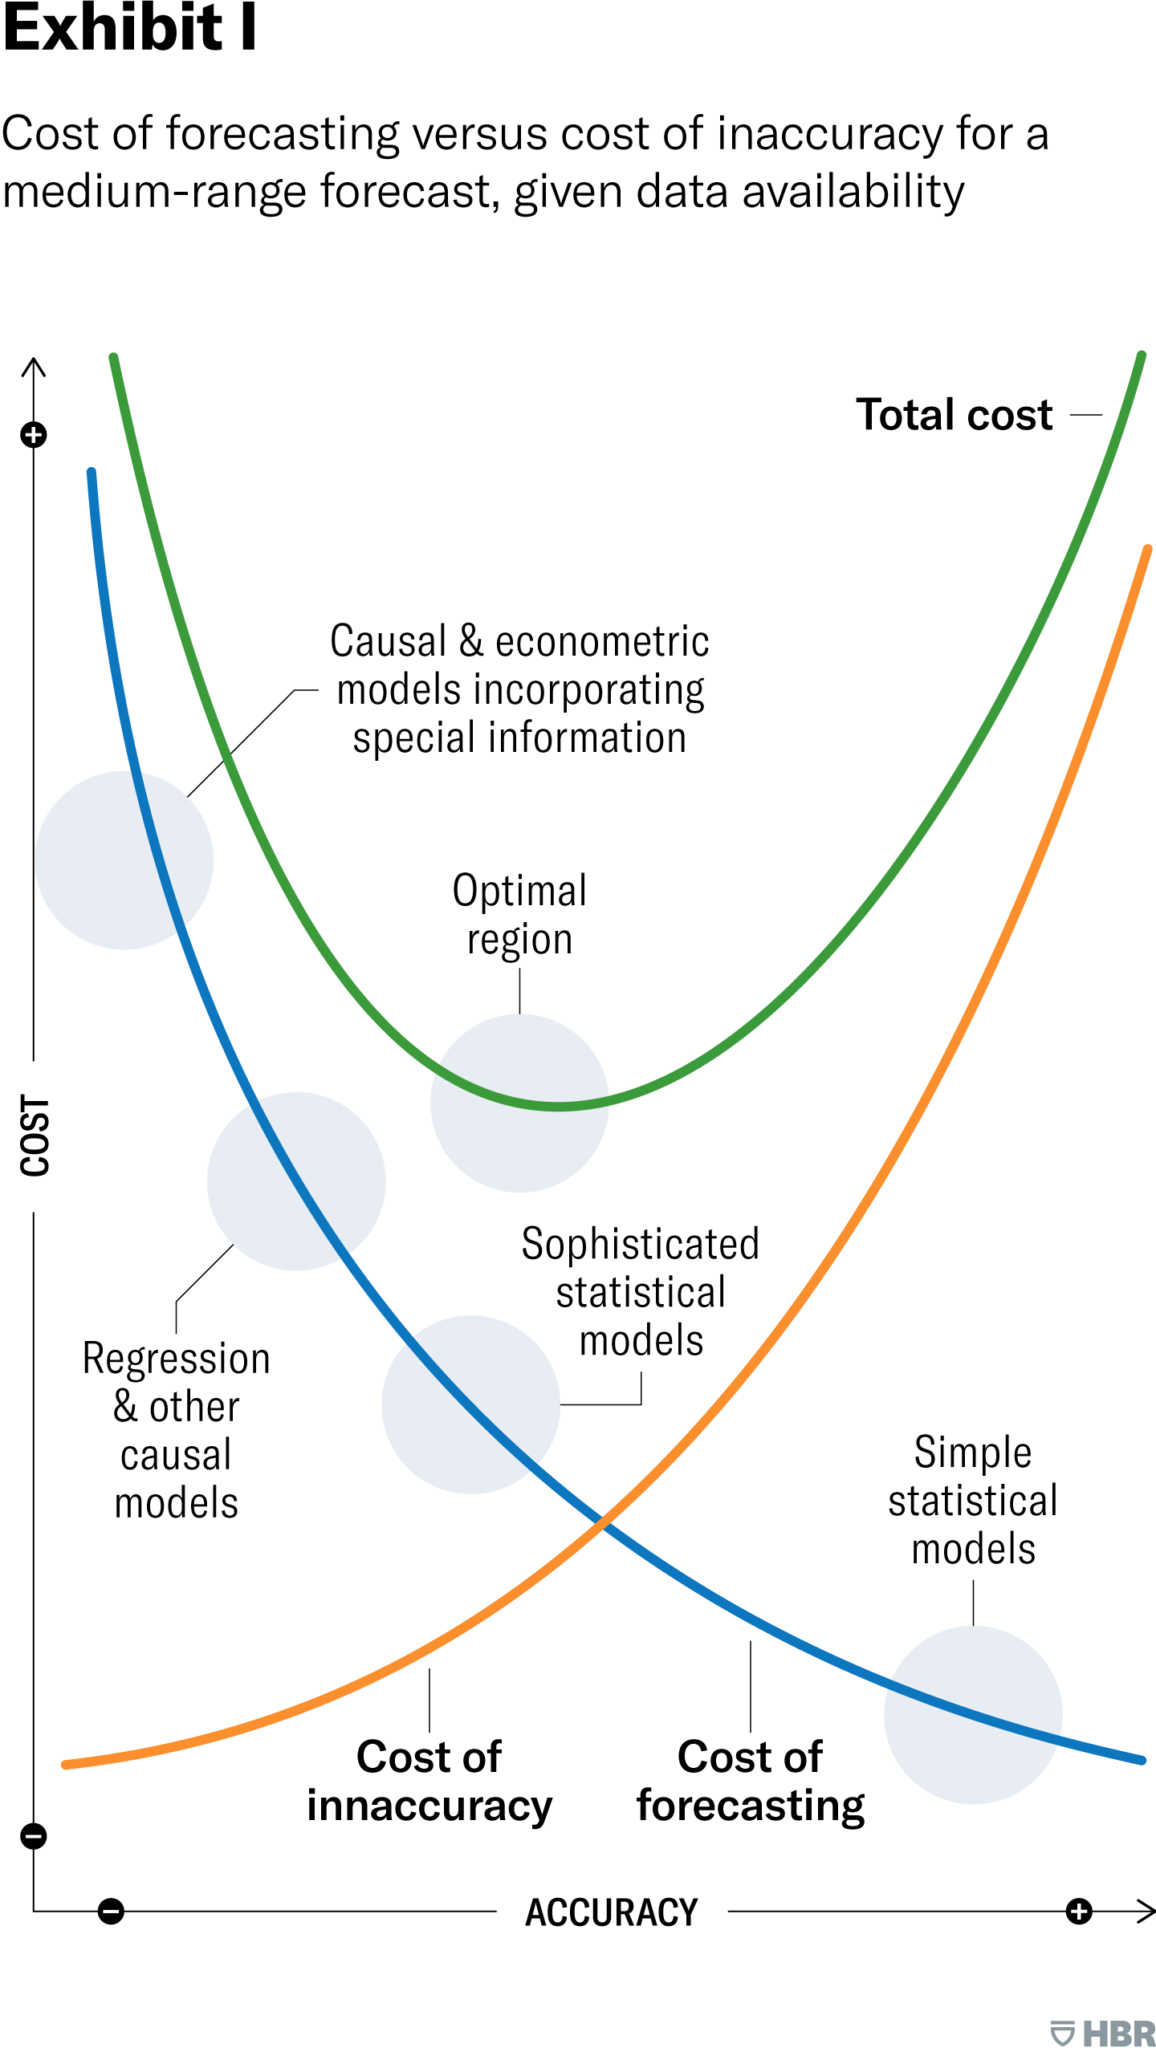 Exhibit I
Cost of forecasting versus cost of inaccuracy for a
medium-range forecast, given data availability
Total cost
Causal & econometric
models incorporating
special information
Optimal
region
COST
Sophisticated
statistical
models
Regression
& other
causal
models
Simple
statistical
models
Cost of
innaccuracy
Cost of
forecasting
ACCURACY
HBR